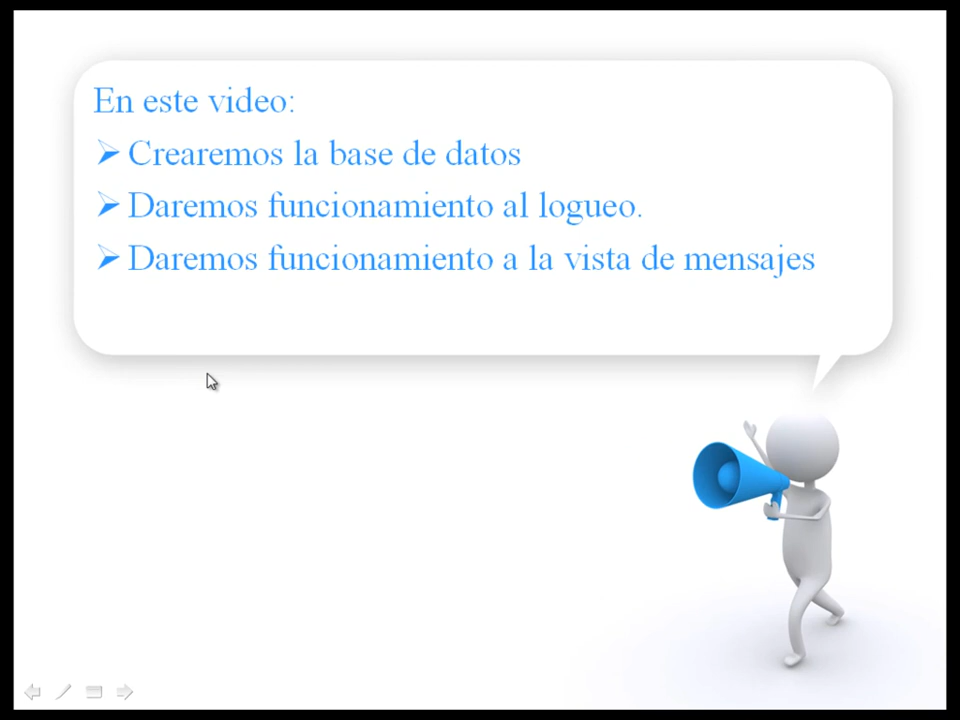 En este video:
Crearemos la base de datos
Daremos funcionamiento al logueo.
Daremos funcionamiento a la vista de mensajes